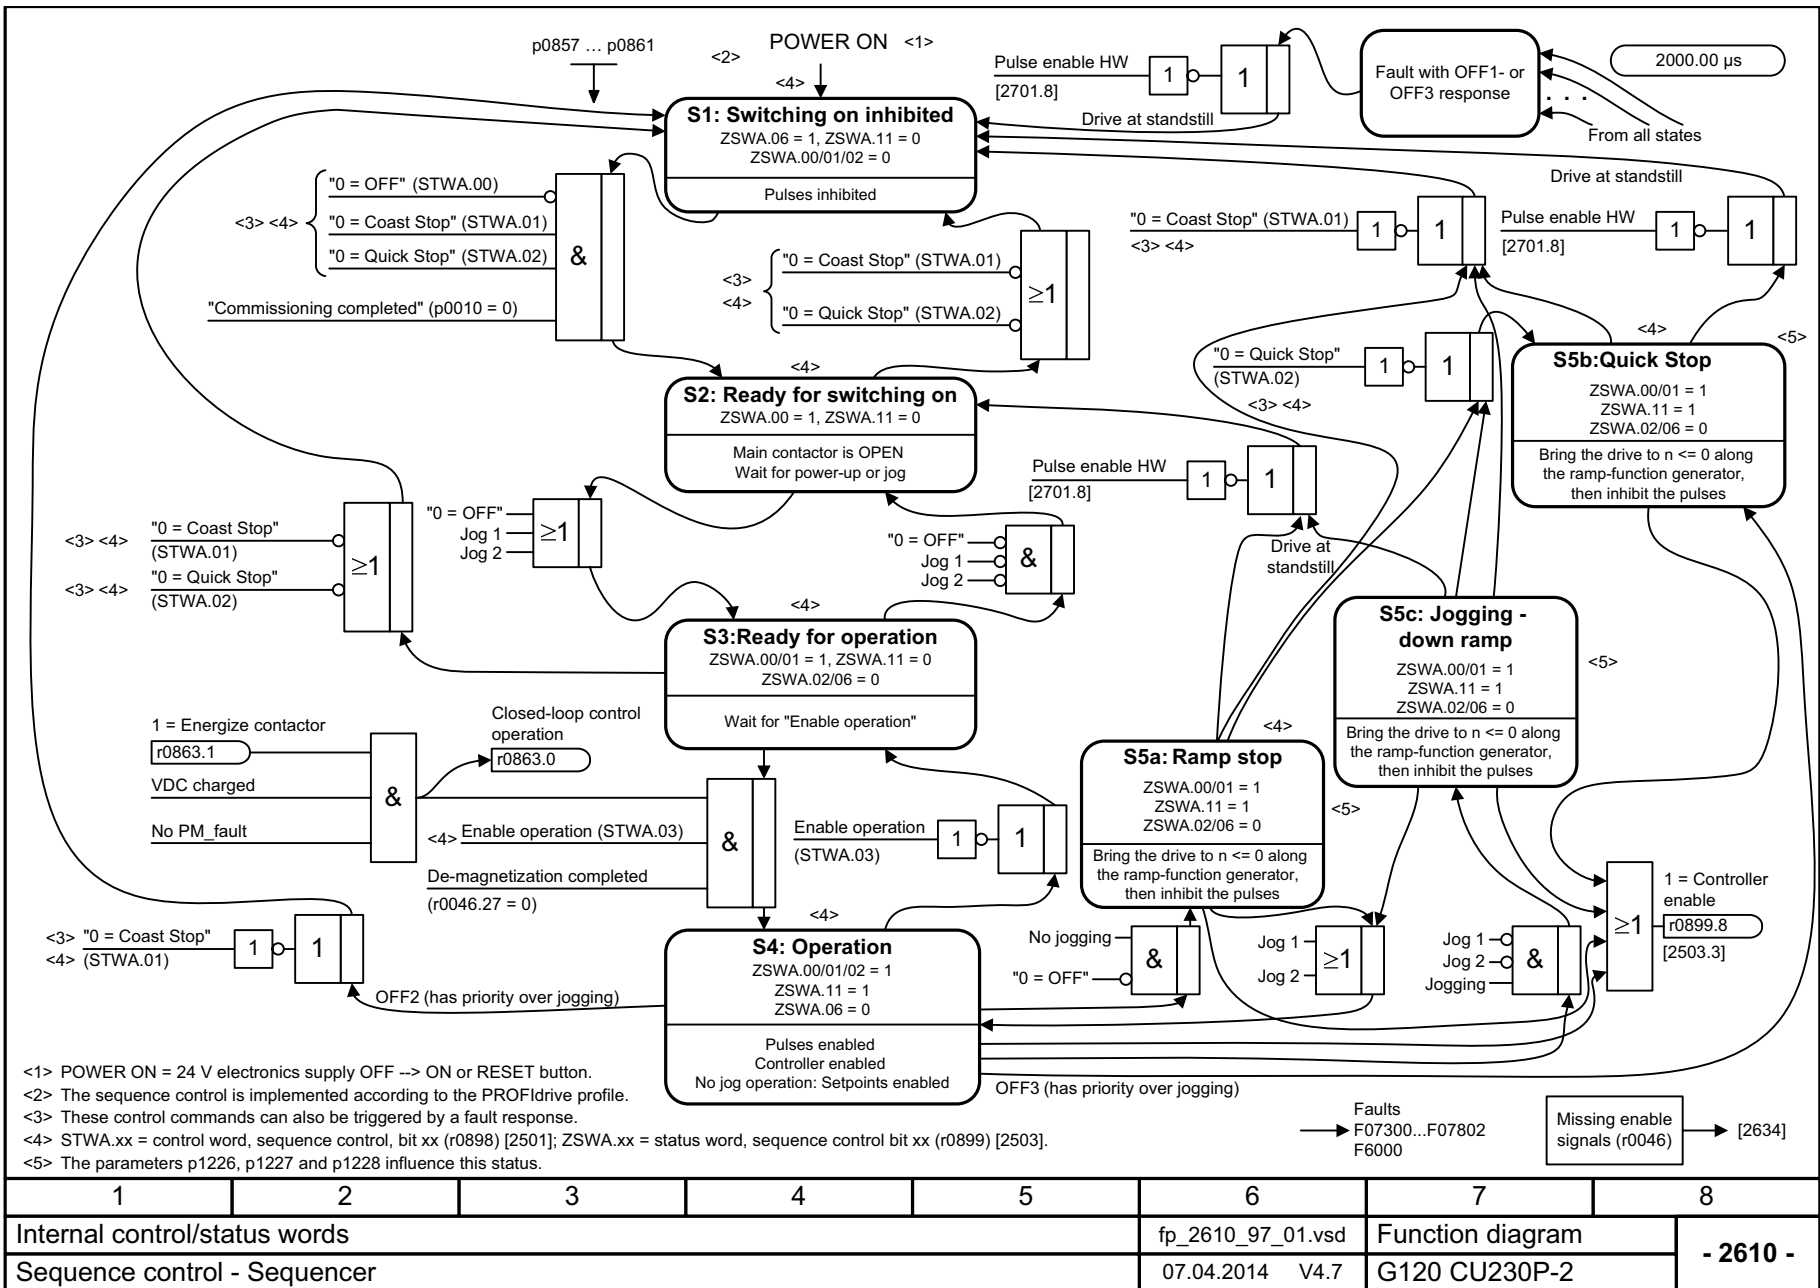 p0857 ... p0861
<2>
POWER ON <1>
<4>
Pulse enable HW
[2701.8]
1
1
Drive at standstill
Fault with OFF1- or
OFF3 response
. . .
From all states
2000.00 µs
S1: Switching on inhibited
ZSWA.06 = 1, ZSWA.11 = 0
ZSWA.00/01/02 = 0
Pulses inhibited
<3> <4>
"0 = OFF" (STWA.00)
"0 = Coast Stop" (STWA.01)
"0 = Quick Stop" (STWA.02)
"Commissioning completed" (p0010 = 0)
&
<3>
<4>
"0 = Coast Stop" (STWA.01)
"0 = Quick Stop" (STWA.02)
≥1
"0 = Coast Stop" (STWA.01)
<3> <4>
1
1
Drive at standstill
Pulse enable HW
[2701.8]
1
1
"0 = Quick Stop"
(STWA.02)
<3> <4>
1
1
<4>
<5>
S5b:Quick Stop
ZSWA.00/01 = 1
ZSWA.11 = 1
ZSWA.02/06 = 0
Bring the drive to n <= 0 along
the ramp-function generator,
then inhibit the pulses
<4>
S2: Ready for switching on
ZSWA.00 = 1, ZSWA.11 = 0
Main contactor is OPEN
Wait for power-up or jog
Pulse enable HW
[2701.8]
1
1
Drive at
standstill
"0 = OFF"
Jog 1
Jog 2
≥1
"0 = OFF"
Jog 1
Jog 2
&
<3> <4>
"0 = Coast Stop"
(STWA.01)
<3> <4>
"0 = Quick Stop"
(STWA.02)
≥1
<4>
S3:Ready for operation
ZSWA.00/01 = 1, ZSWA.11 = 0
ZSWA.02/06 = 0
Wait for "Enable operation"
S5c: Jogging -
down ramp
ZSWA.00/01 = 1
ZSWA.11 = 1
ZSWA.02/06 = 0
Bring the drive to n <= 0 along
the ramp-function generator,
then inhibit the pulses
<5>
<4>
S5a: Ramp stop
ZSWA.00/01 = 1
ZSWA.11 = 1
ZSWA.02/06 = 0
Bring the drive to n <= 0 along
the ramp-function generator,
then inhibit the pulses
<5>
1 = Energize contactor
r0863.1
VDC charged
No PM_fault
&
Closed-loop control
operation
r0863.0
<4> Enable operation (STWA.03)
De-magnetization completed
(r0046.27 = 0)
&
Enable operation
(STWA.03)
1
1
<3> "0 = Coast Stop"
<4> (STWA.01)
1
1
OFF2 (has priority over jogging)
<4>
S4: Operation
ZSWA.00/01/02 = 1
ZSWA.11 = 1
ZSWA.06 = 0
Pulses enabled
Controller enabled
No jog operation: Setpoints enabled
No jogging
"0 = OFF"
&
Jog 1
Jog 2
≥1
Jog 1
Jog 2
Jogging
&
≥1
1 = Controller
enable
r0899.8
[2503.3]
OFF3 (has priority over jogging)
<1> POWER ON = 24 V electronics supply OFF --> ON or RESET button.
<2> The sequence control is implemented according to the PROFIdrive profile.
<3> These control commands can also be triggered by a fault response.
<4> STWA.xx = control word, sequence control, bit xx (r0898) [2501]; ZSWA.xx = status word, sequence control bit xx (r0899) [2503].
<5> The parameters p1226, p1227 and p1228 influence this status.
Faults
F07300...F07802
F6000
Missing enable
signals (r0046)
[2634]
1 2 3 4 5 6 7 8
Internal control/status words
fp_2610_97_01.vsd
Function diagram
- 2610 -
Sequence control - Sequencer
07.04.2014 V4.7
G120 CU230P-2